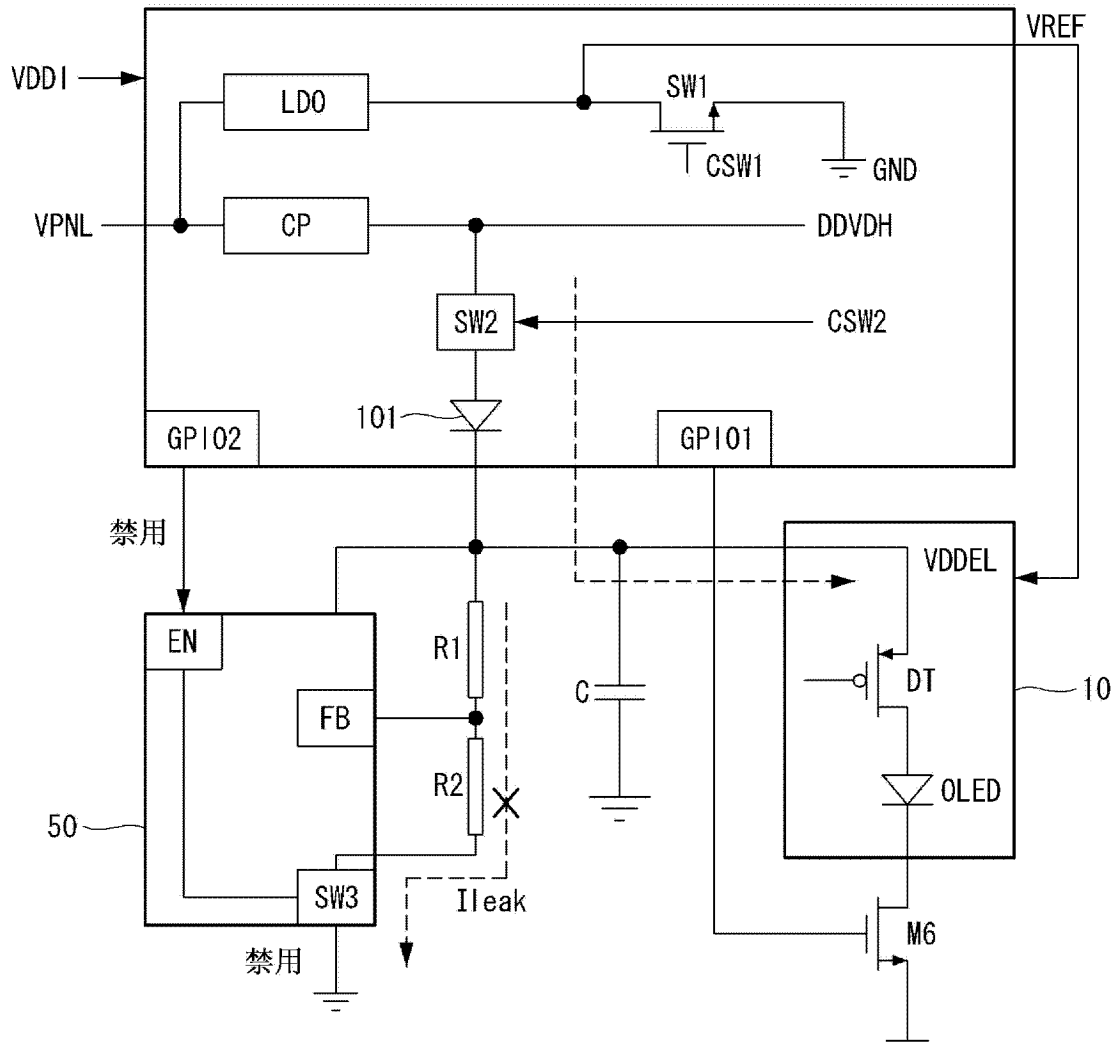 VREF
VDDI
LDO
SW1
CSW1
GND
VPNL
CP
DDVDH
SW2
CSW2
101
GPIO2
GPIO1
禁用
VDDEL
EN
R1
DT
10
FB
C
R2
OLED
50
SW3
Ileak
M6
禁用